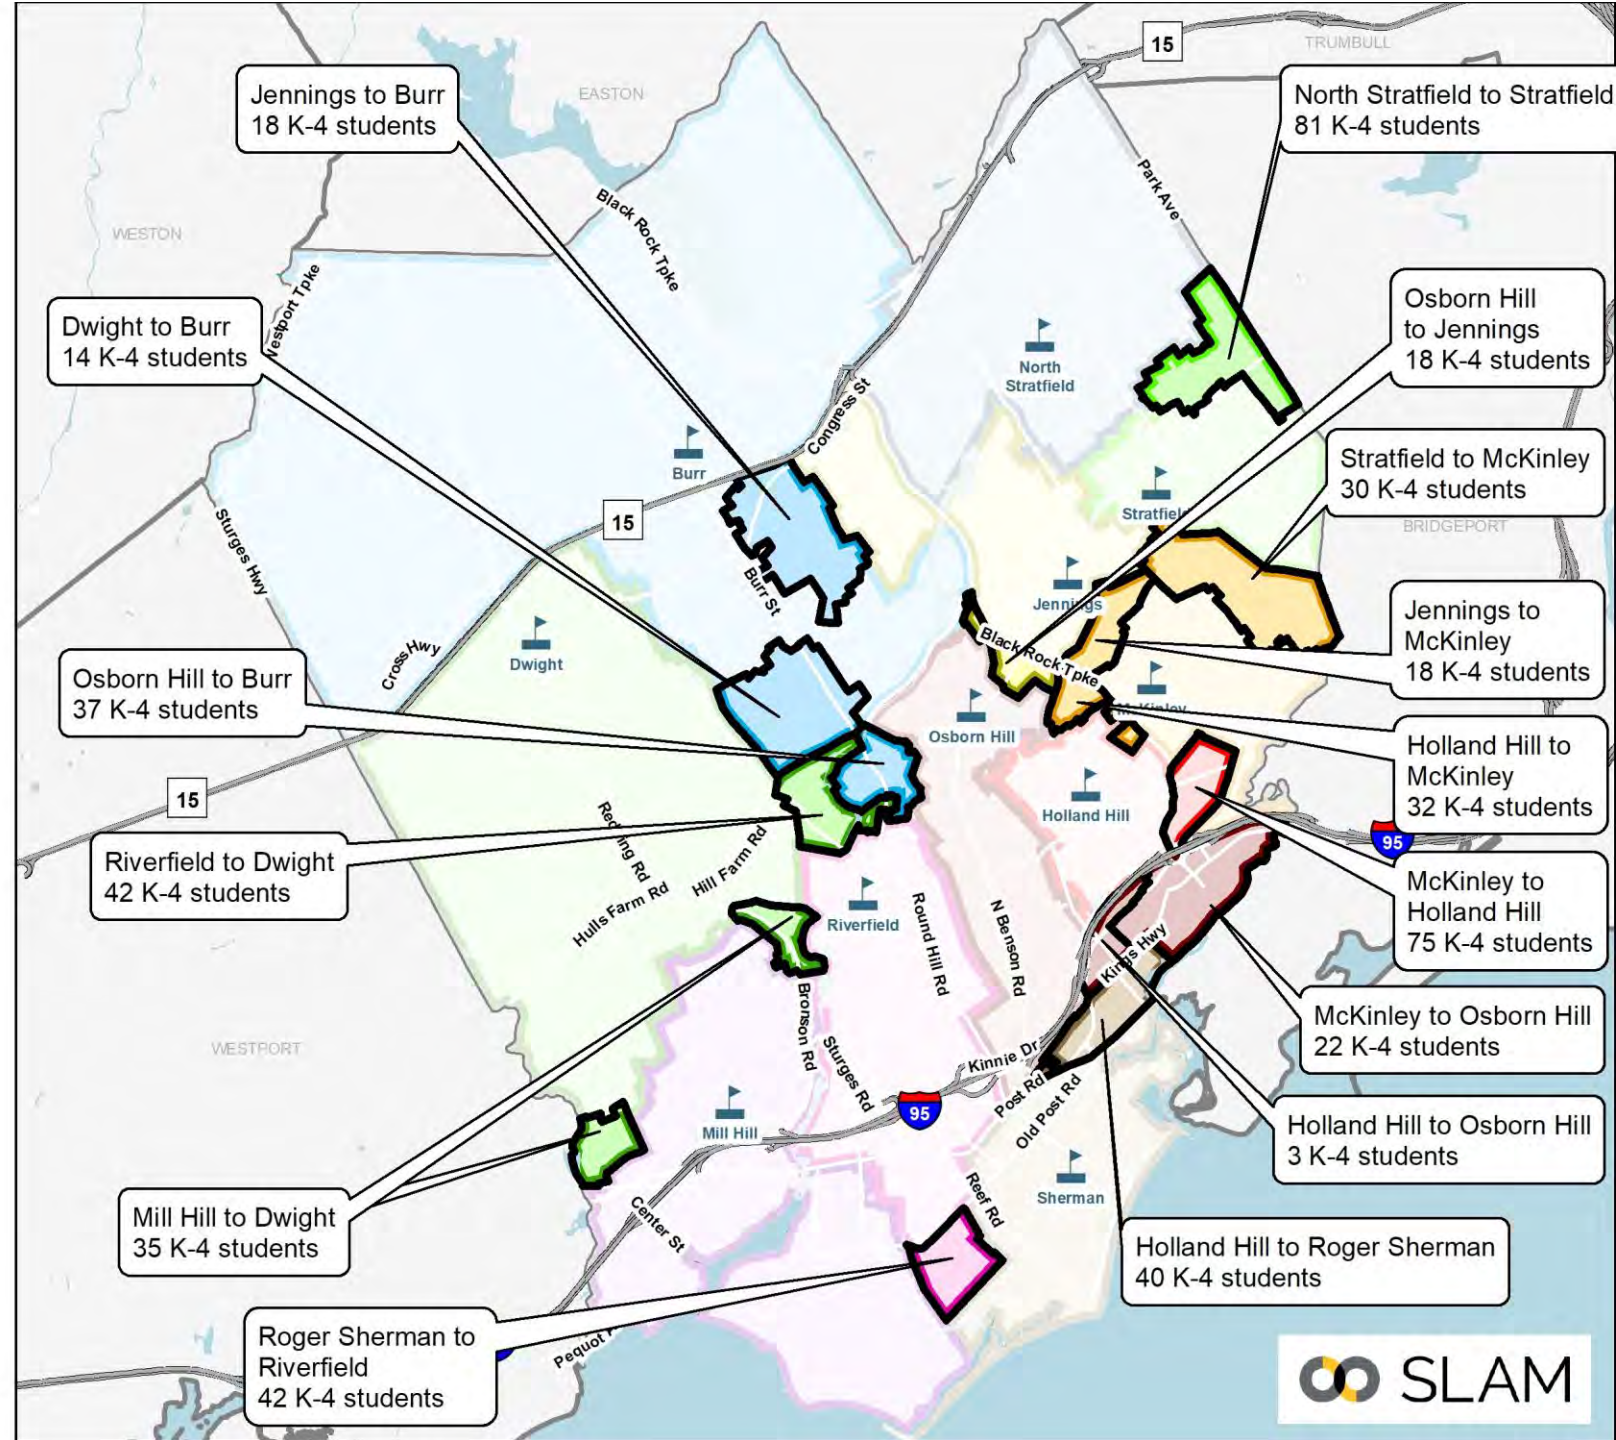 15
TRUMBULL
EASTON
Jennings to Burr
18 K-4 students
North Stratfield to Stratfield
81 K-4 students
Park Ave
Black Rock Tpke
WESTON
Westport Tpke
Dwight to Burr
14 K-4 students
Osborn Hill
to Jennings
18 K-4 students
North
Stratfield
Congress St
Burr
Stratfield to McKinley
30 K-4 students
15
Stratfield
BRIDGEPORT
Sturges Hwy
Burr St
Jennings
Jennings to
McKinley
18 K-4 students
Dwight
Cross Hwy
Black Rock Tpke
Osborn Hill to Burr
37 K-4 students
McKinley
Osborn Hill
Holland Hill to
McKinley
32 K-4 students
15
Holland Hill
95
Redding Rd
Hill Farm Rd
Riverfield to Dwight
42 K-4 students
McKinley to
Holland Hill
75 K-4 students
Hulls Farm Rd
Riverfield
Round Hill Rd
N Benson Rd
Kings Hwy
McKinley to Osborn Hill
22 K-4 students
Bronson Rd
WESTPORT
Sturges Rd
Kinnie Dr
Post Rd
Old Post Rd
95
Mill Hill
Holland Hill to Osborn Hill
3 K-4 students
Sherman
Reef Rd
Mill Hill to Dwight
35 K-4 students
Center St
Holland Hill to Roger Sherman
40 K-4 students
Roger Sherman to
Riverfield
42 K-4 students
Pequot
SLAM